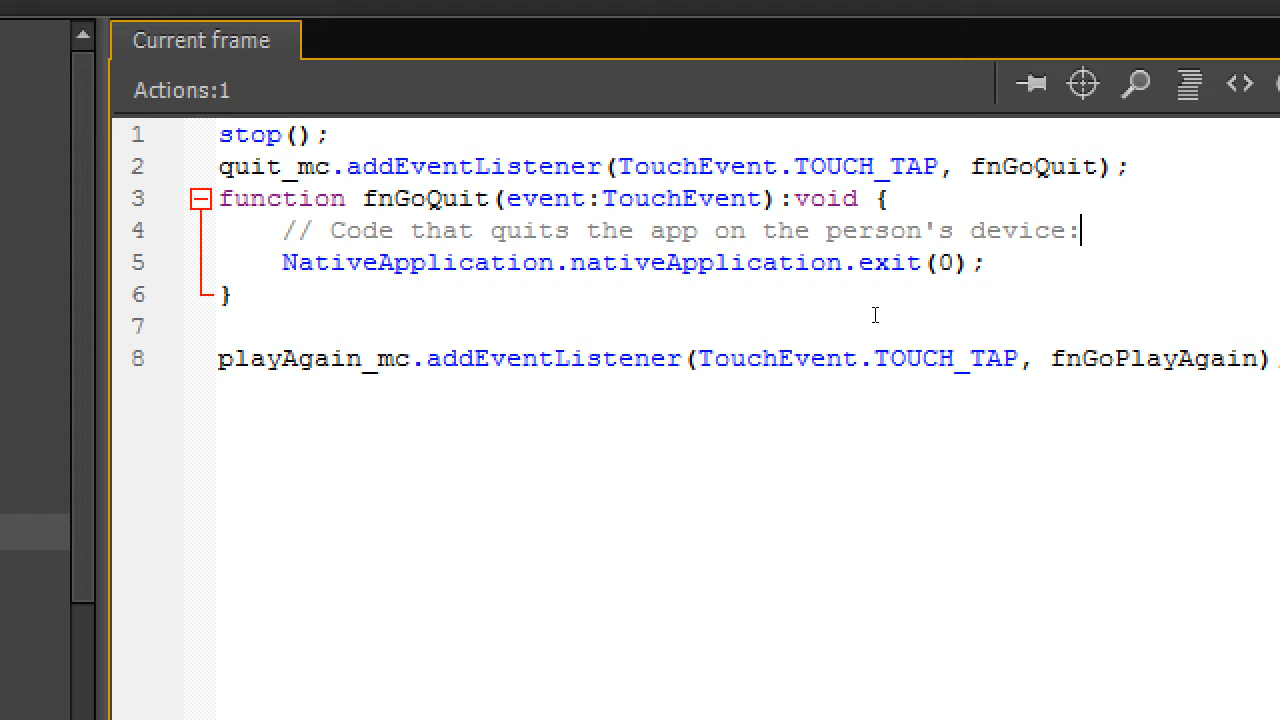 Current frame
Actions:1
1 stop();
2 quit_mc.addEventListener(TouchEvent.TOUCH_TAP, fnGoQuit);
3 function fnGoQuit(event:TouchEvent):void {
4 // Code that quits the app on the person's device:
5 NativeApplication.nativeApplication.exit(0);
6 }
7
8 playAgain_mc.addEventListener(TouchEvent.TOUCH_TAP, fnGoPlayAgain)